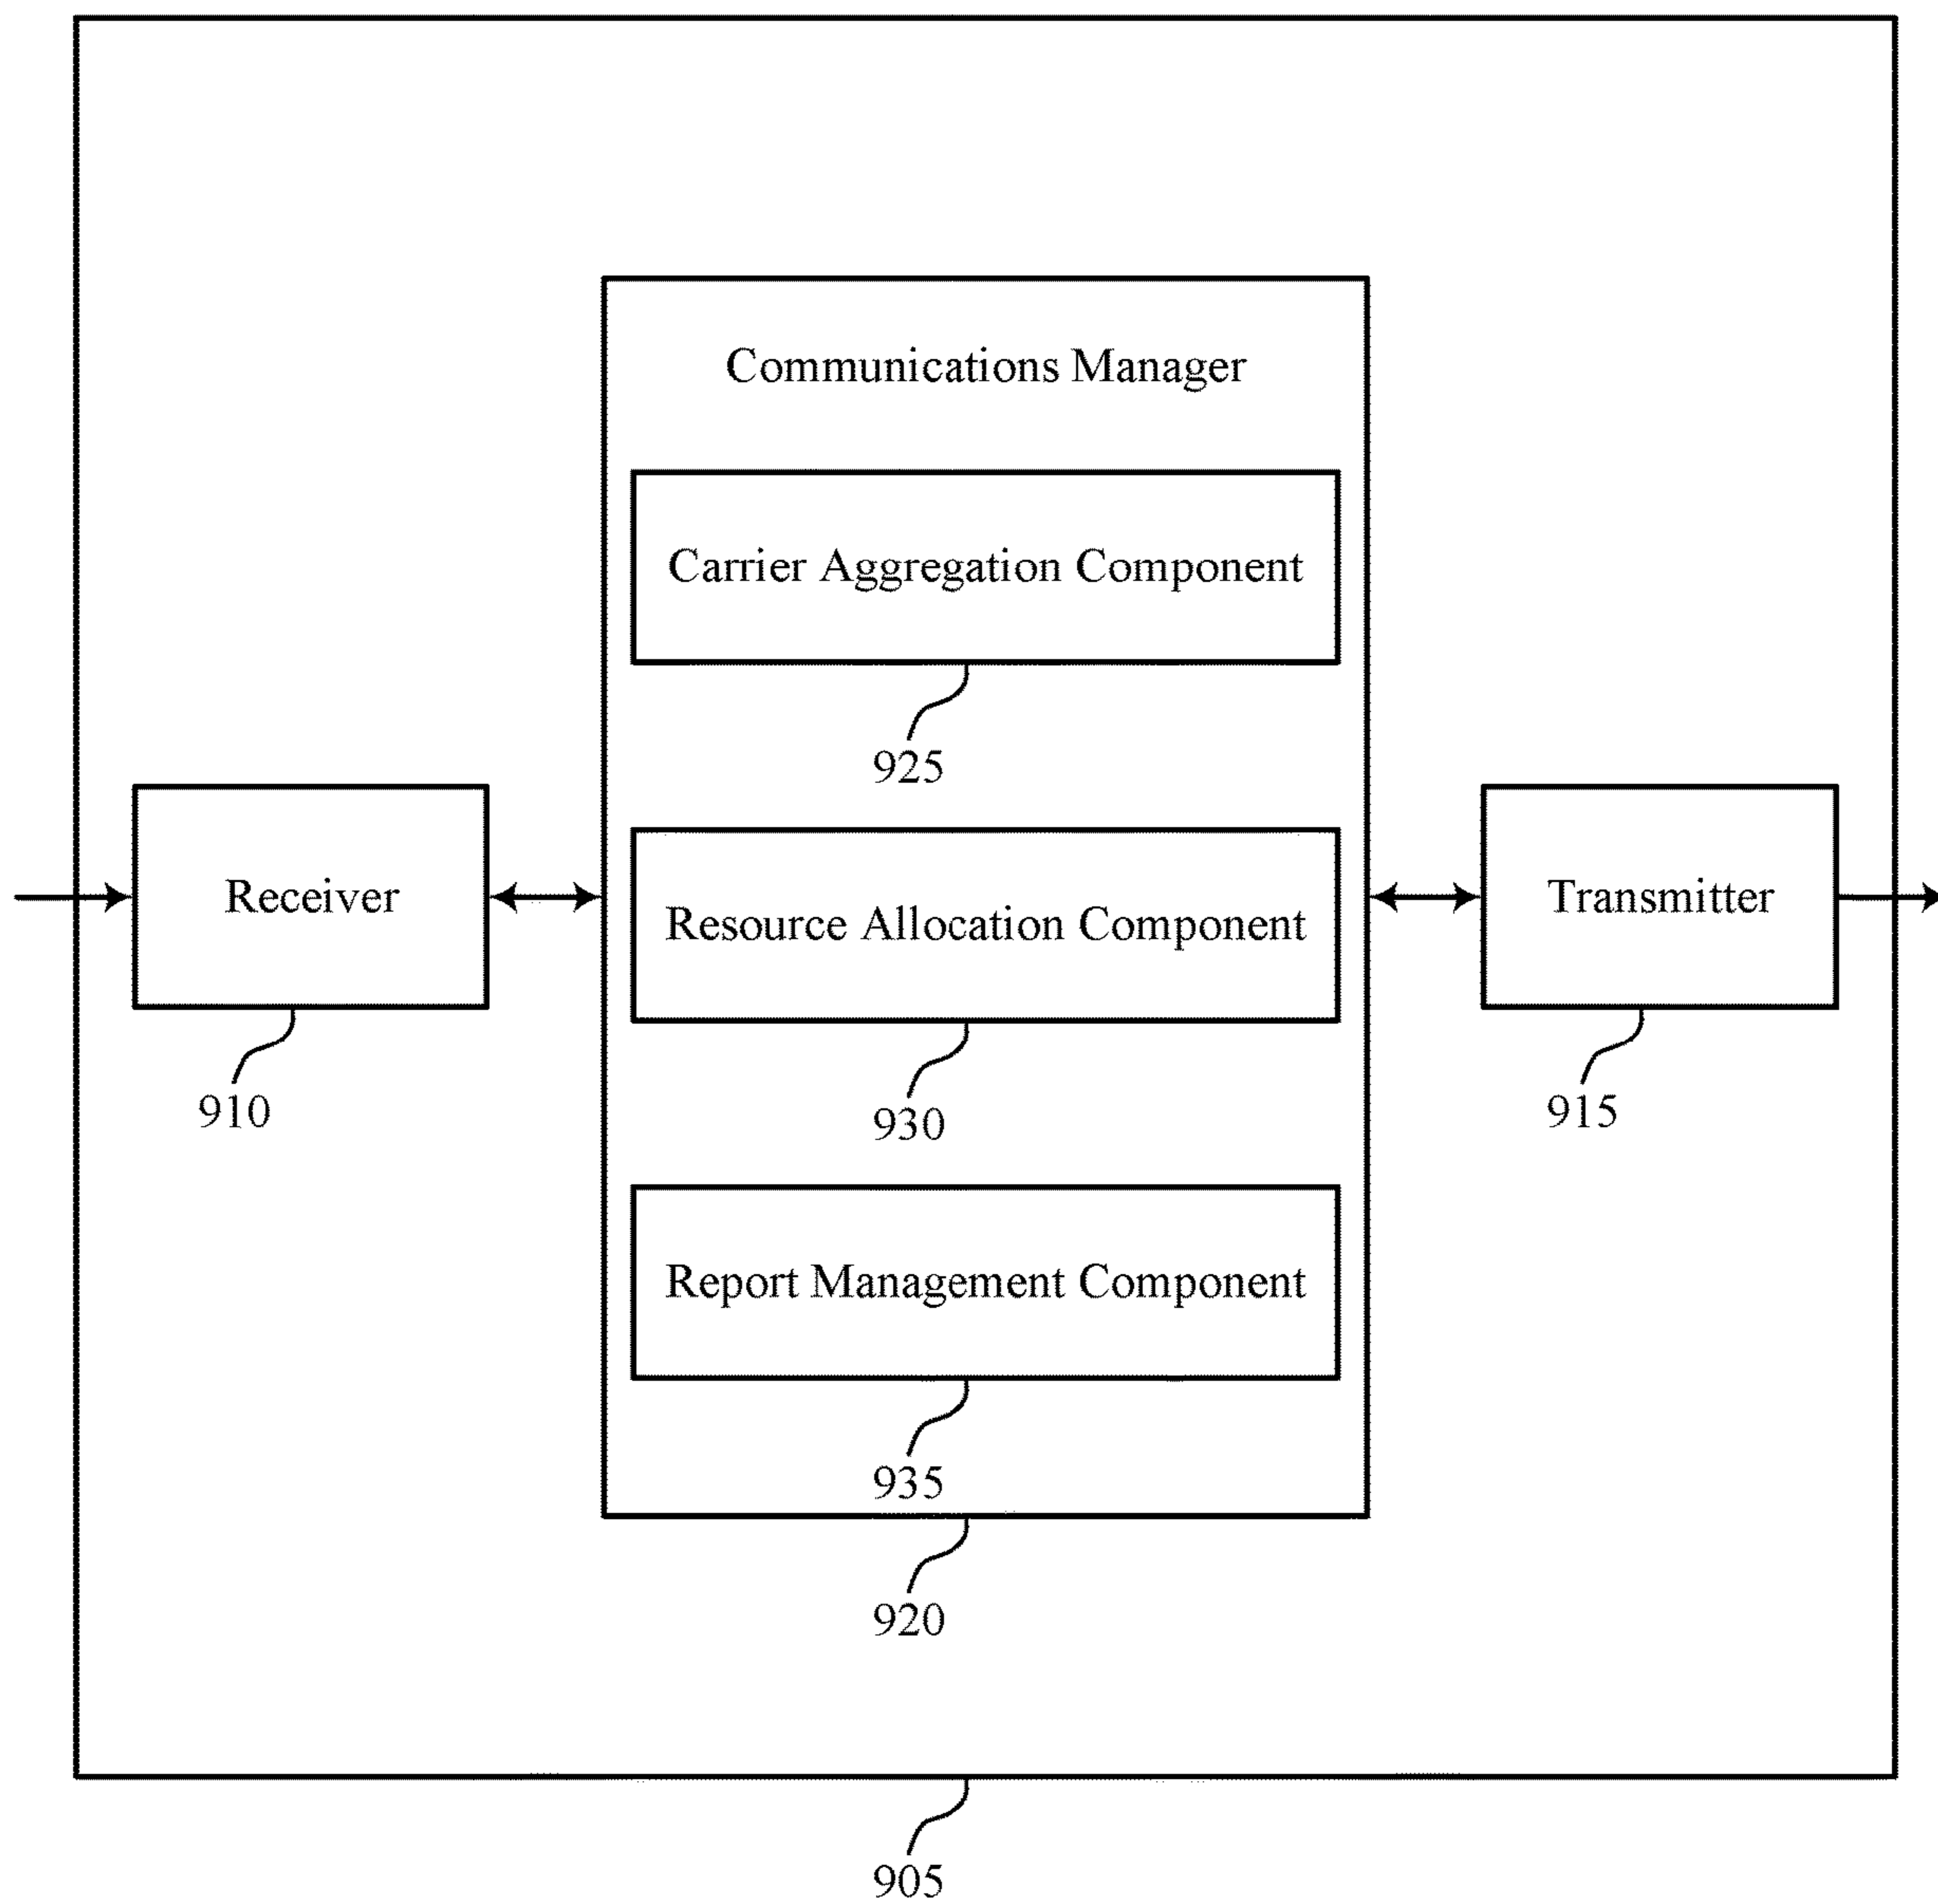 Communications Manager
Carrier Aggregation Component
925
Receiver
910
Resource Allocation Component
930
Transmitter
915
Report Management Component
935
920
905